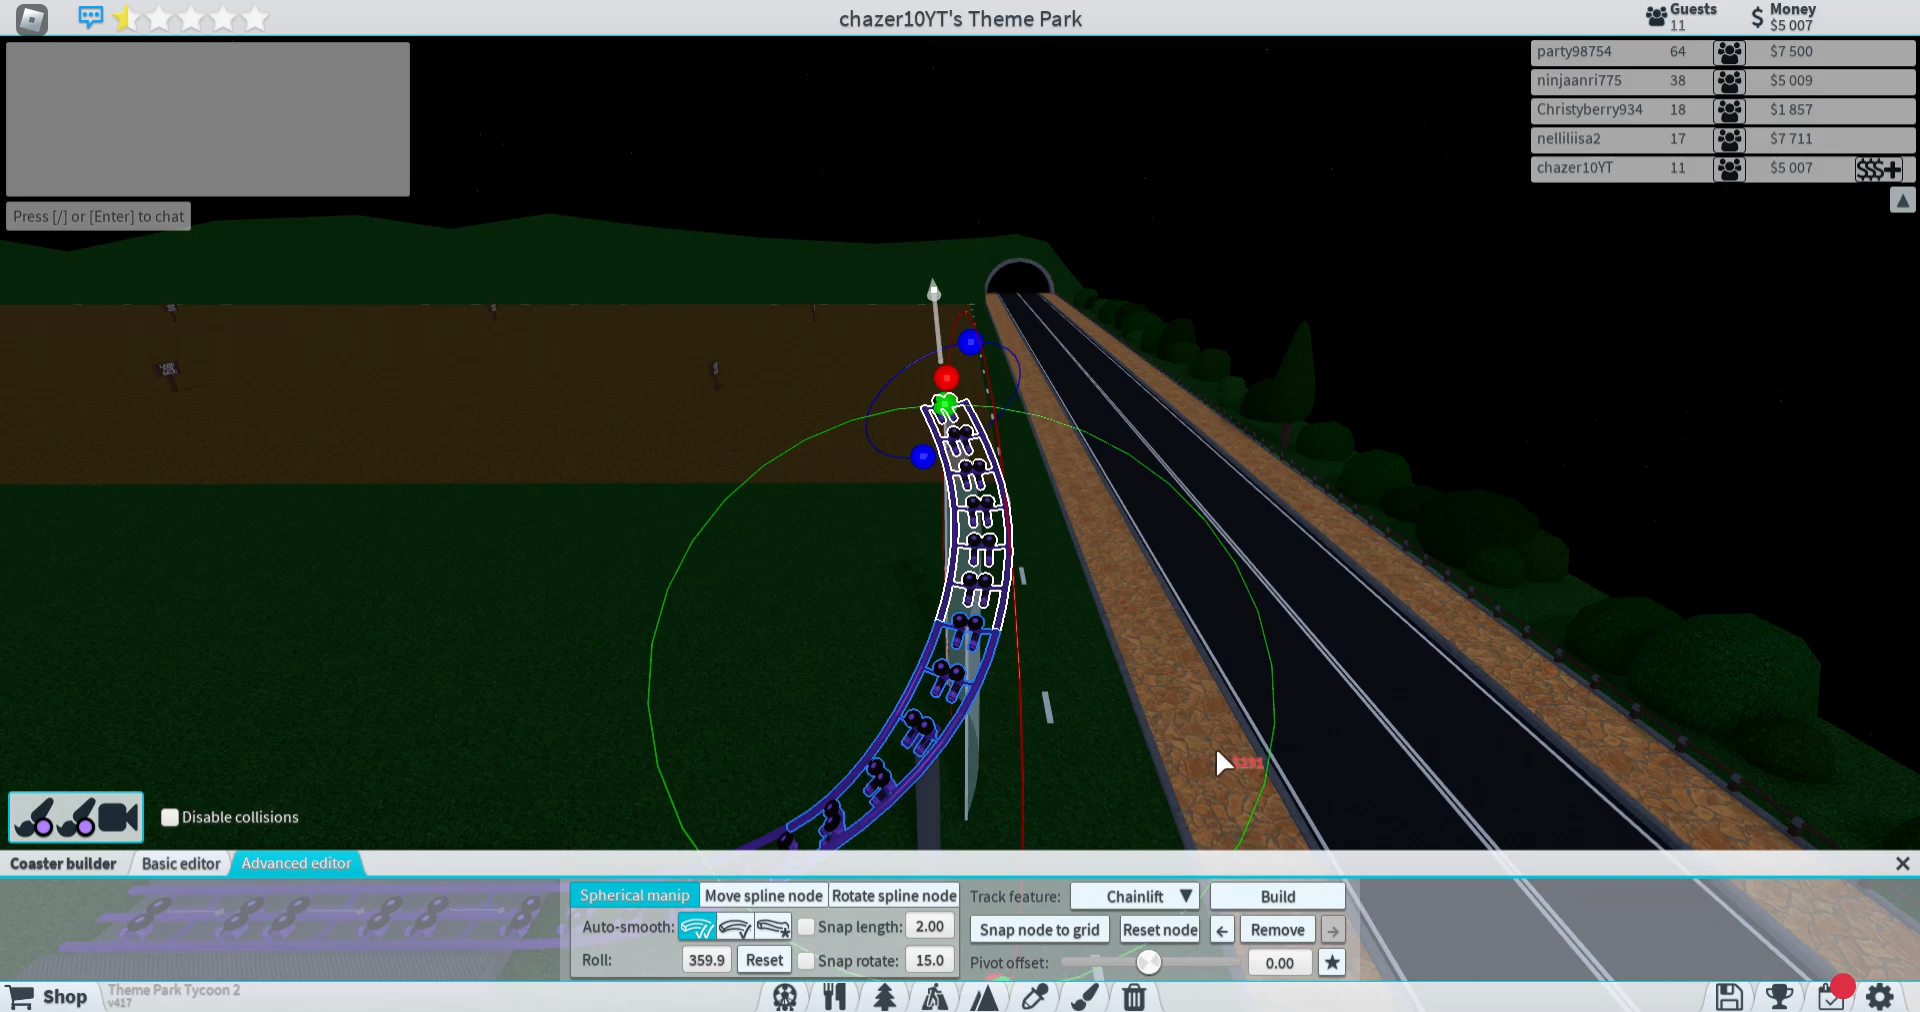 chazer10YT's Theme Park
Guests
11
Money
$5 007
party98754 64 $7 500
ninjaanri775 38 $5 009
Christyberry934 18 $1 857
nelliliisa2 17 $7 711
chazer10YT 11 $5 007 $$$+
Press [/] or [Enter] to chat
Disable collisions
Coaster builder Basic editor Advanced editor
Spherical manip Move spline node Rotate spline node Track feature: Chainlift Build
Auto-smooth: Snap length: 2.00 Snap node to grid Reset node Remove
Roll: 359.9 Reset Snap rotate: 15.0 Pivot offset: 0.00
Shop
Theme Park Tycoon 2
v417